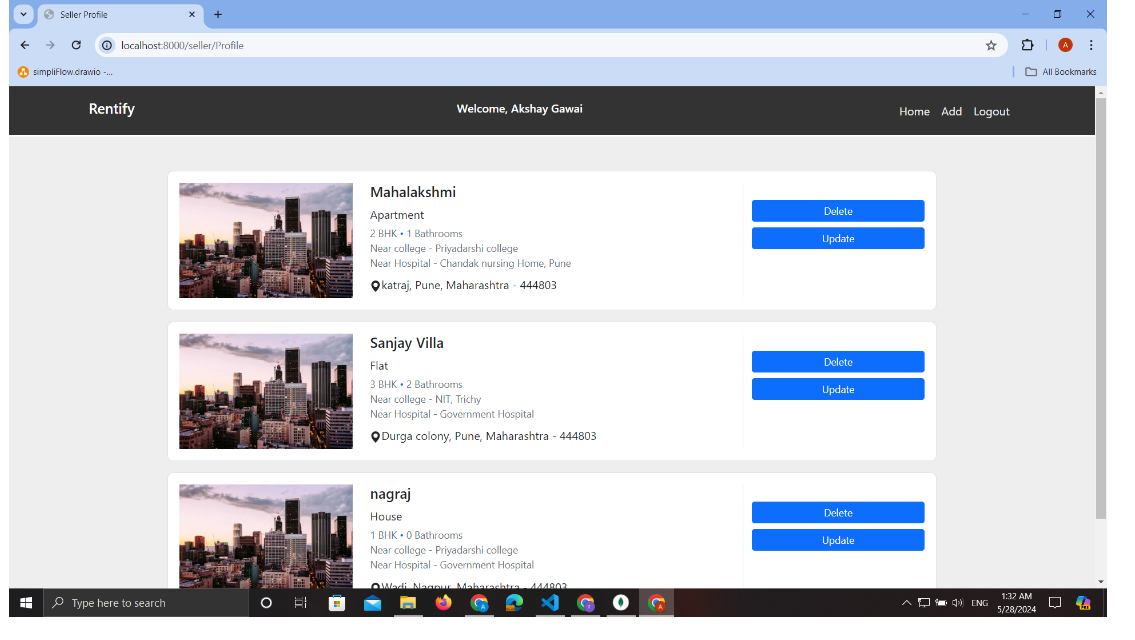 Seller Profile
localhost:8000/seller/Profile
A
simpliFlow.drawio -...
All Bookmarks
Rentify
Welcome, Akshay Gawai
Home Add Logout
Mahalakshmi
Apartment
2 BHK • 1 Bathrooms
Near college - Priyadarshi college
Near Hospital - Chandak nursing Home, Pune
katraj, Pune, Maharashtra - 444803
Delete
Update
Sanjay Villa
Flat
3 BHK • 2 Bathrooms
Near college - NIT, Trichy
Near Hospital - Government Hospital
Durga colony, Pune, Maharashtra - 444803
Delete
Update
nagraj
House
1 BHK • 0 Bathrooms
Near college - Priyadarshi college
Near Hospital - Government Hospital
Wadi, Nagpur, Maharashtra - 444803
Delete
Update
Type here to search
ENG
1:32 AM
5/28/2024